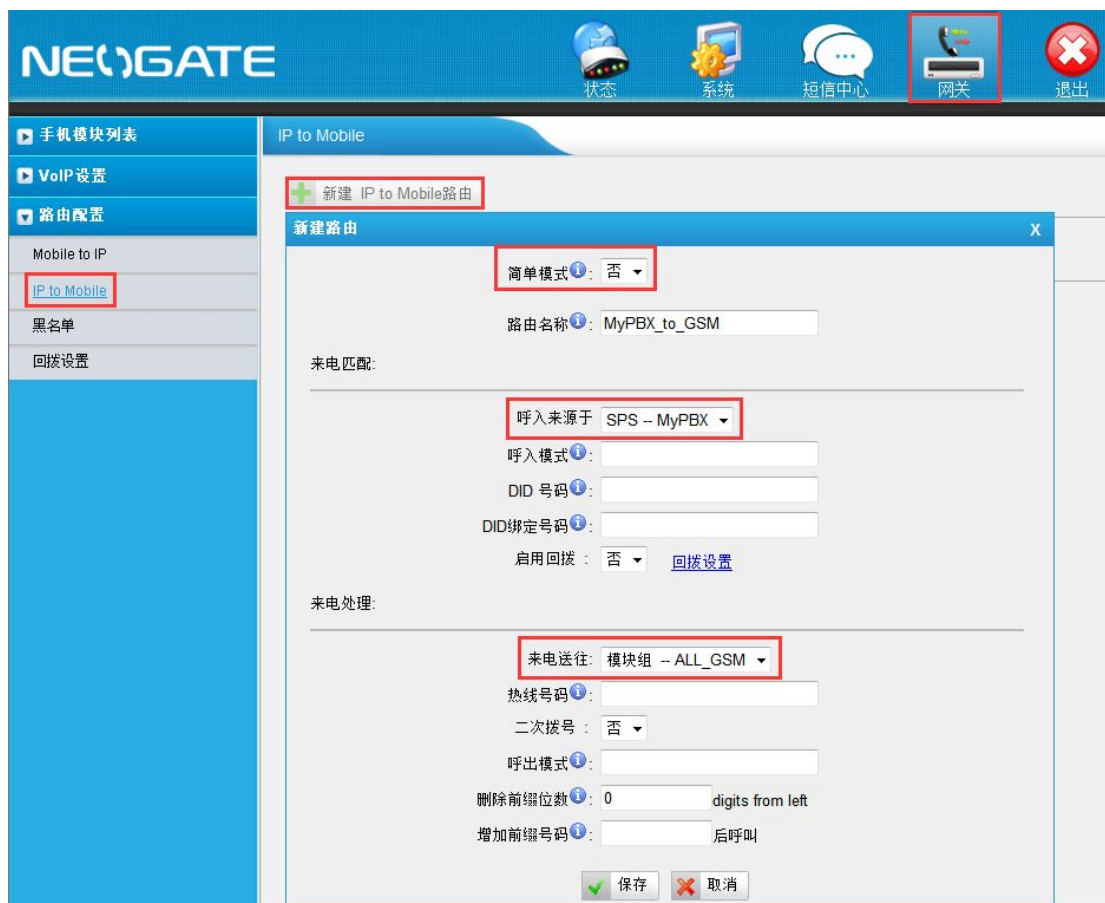 NEOGATE
状态
系统
短信中心
网关
退出
手机模块列表
VoIP设置
路由配置
Mobile to IP
IP to Mobile
黑名单
回拨设置
IP to Mobile
新建 IP to Mobile路由
新建路由 X
简单模式: 否
路由名称: MyPBX_to_GSM
来电匹配:
呼入来源于 SPS -- MyPBX
呼入模式:
DID 号码:
DID绑定号码:
启用回拨 : 否 回拨设置
来电处理:
来电送往: 模块组 -- ALL_GSM
热线号码:
二次拨号 : 否
呼出模式:
删除前缀位数: 0 digits from left
增加前缀号码: 后呼叫
保存 取消